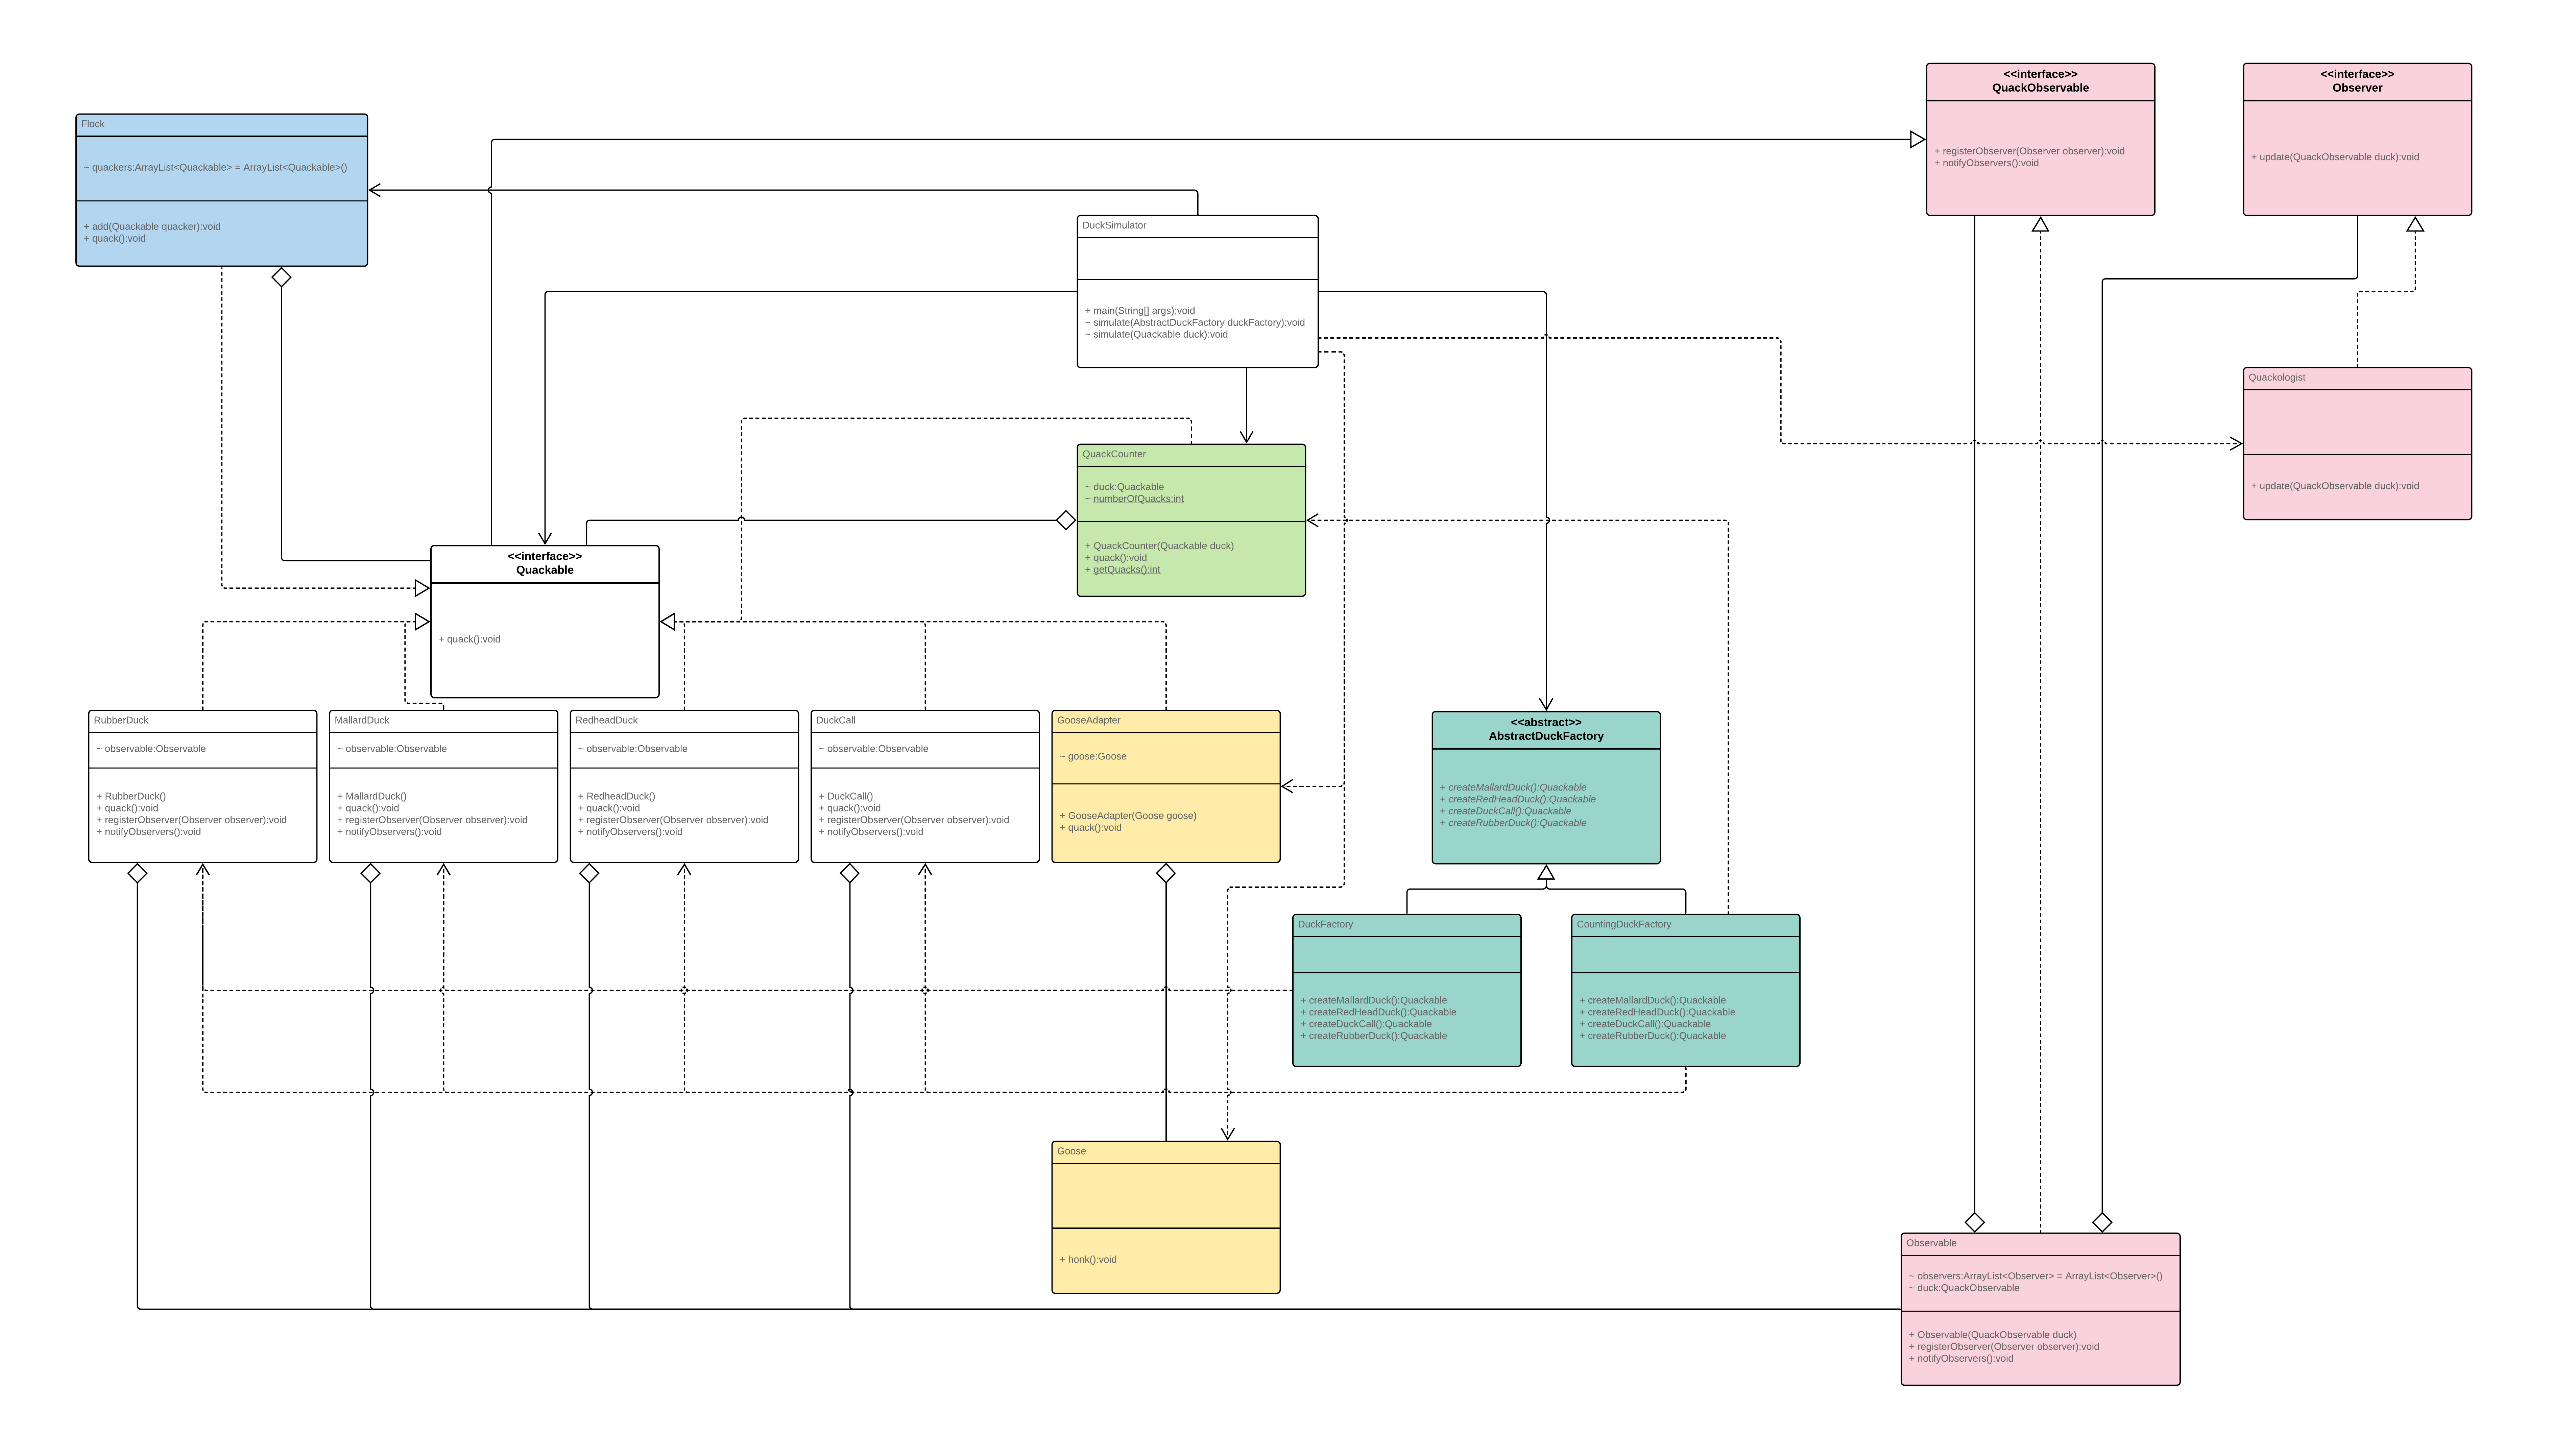 <<interface>>
QuackObservable
+ registerObserver(Observer observer):void
+ notifyObservers():void
<<interface>>
Observer
+ update(QuackObservable duck):void
Flock
~ quackers:ArrayList<Quackable> = ArrayList<Quackable>()
+ add(Quackable quacker):void
+ quack():void
DuckSimulator
+ main(String[] args):void
~ simulate(AbstractDuckFactory duckFactory):void
~ simulate(Quackable duck):void
Quackologist
+ update(QuackObservable duck):void
QuackCounter
~ duck:Quackable
~ numberOfQuacks:int
+ QuackCounter(Quackable duck)
+ quack():void
+ getQuacks():int
<<interface>>
Quackable
+ quack():void
RubberDuck
~ observable:Observable
+ RubberDuck()
+ quack():void
+ registerObserver(Observer observer):void
+ notifyObservers():void
MallardDuck
~ observable:Observable
+ MallardDuck()
+ quack():void
+ registerObserver(Observer observer):void
+ notifyObservers():void
RedheadDuck
~ observable:Observable
+ RedheadDuck()
+ quack():void
+ registerObserver(Observer observer):void
+ notifyObservers():void
DuckCall
~ observable:Observable
+ DuckCall()
+ quack():void
+ registerObserver(Observer observer):void
+ notifyObservers():void
GooseAdapter
~ goose:Goose
+ GooseAdapter(Goose goose)
+ quack():void
<<abstract>>
AbstractDuckFactory
+ createMallardDuck():Quackable
+ createRedHeadDuck():Quackable
+ createDuckCall():Quackable
+ createRubberDuck():Quackable
DuckFactory
+ createMallardDuck():Quackable
+ createRedHeadDuck():Quackable
+ createDuckCall():Quackable
+ createRubberDuck():Quackable
CountingDuckFactory
+ createMallardDuck():Quackable
+ createRedHeadDuck():Quackable
+ createDuckCall():Quackable
+ createRubberDuck():Quackable
Goose
+ honk():void
Observable
~ observers:ArrayList<Observer> = ArrayList<Observer>()
~ duck:QuackObservable
+ Observable(QuackObservable duck)
+ registerObserver(Observer observer):void
+ notifyObservers():void